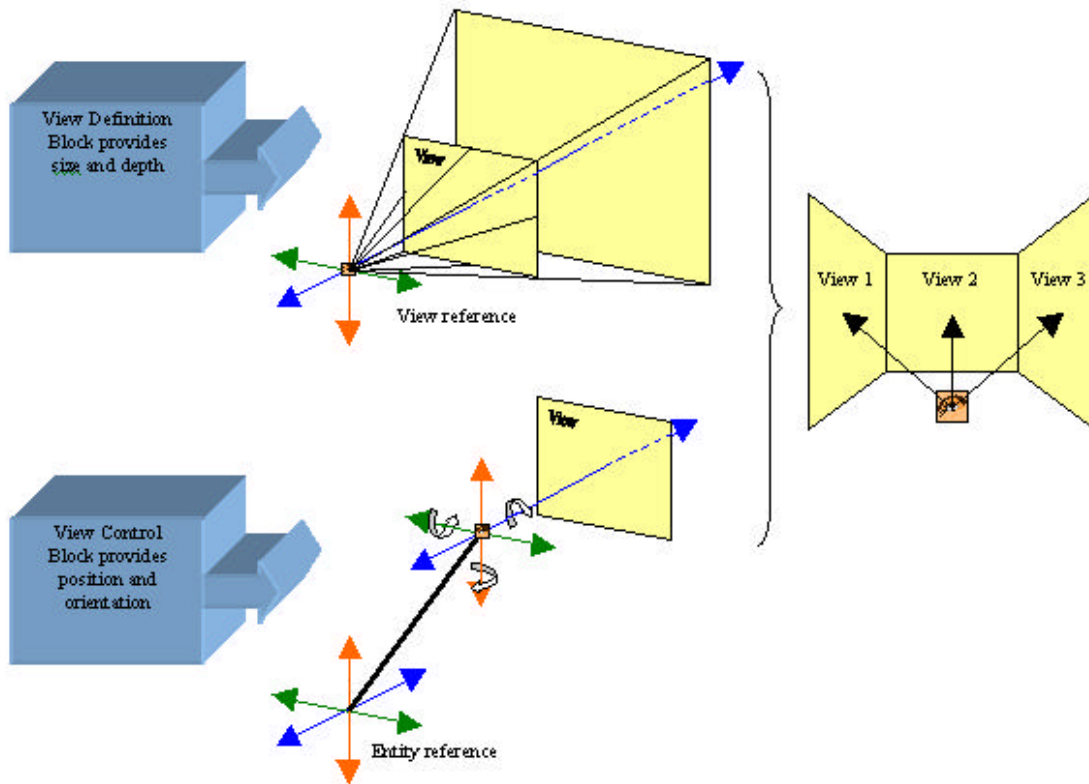 View Definition
Block provides
size and depth
View
View reference
View 1
View 2
View 3
View
View Control
Block provides
position and
orientation
Entity reference